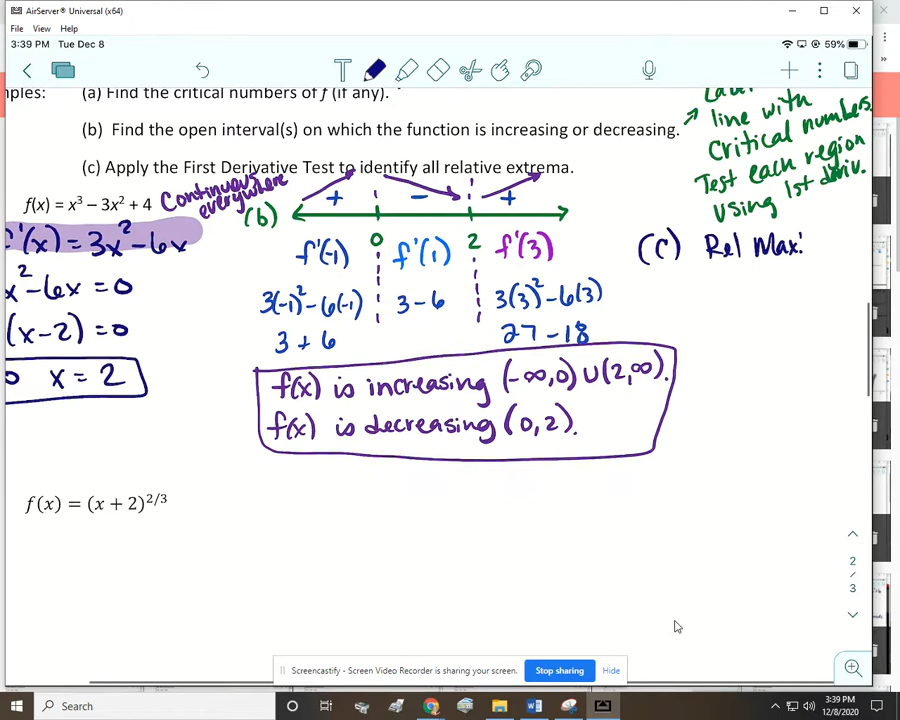 AirServer Universal (x64)
File View Help
3:39 PM Tue Dec 8
59%
mples: (a) Find the critical numbers of f (if any).
(b) Find the open interval(s) on which the function is increasing or decreasing.
(c) Apply the First Derivative Test to identify all relative extrema.
line with
Critical numbers.
Test each region
using 1st deriv.
f(x) = x³ − 3x² + 4
Continuous
everywhere
(b)
+ − +
0 2
f'(x) = 3x² − 6x
x² − 6x = 0
(x − 2) = 0
0 x = 2
f'(-1) f'(1) f'(3)
3(-1)² − 6(-1) 3 − 6 3(3)² − 6(3)
3 + 6 27 − 18
(c) Rel Max:
f(x) is increasing (-∞,0) ∪ (2,∞).
f(x) is decreasing (0,2).
f(x) = (x + 2)^{2/3}
2
/
3
Screencastify - Screen Video Recorder is sharing your screen.
Stop sharing
Hide
Search
3:39 PM
12/8/2020